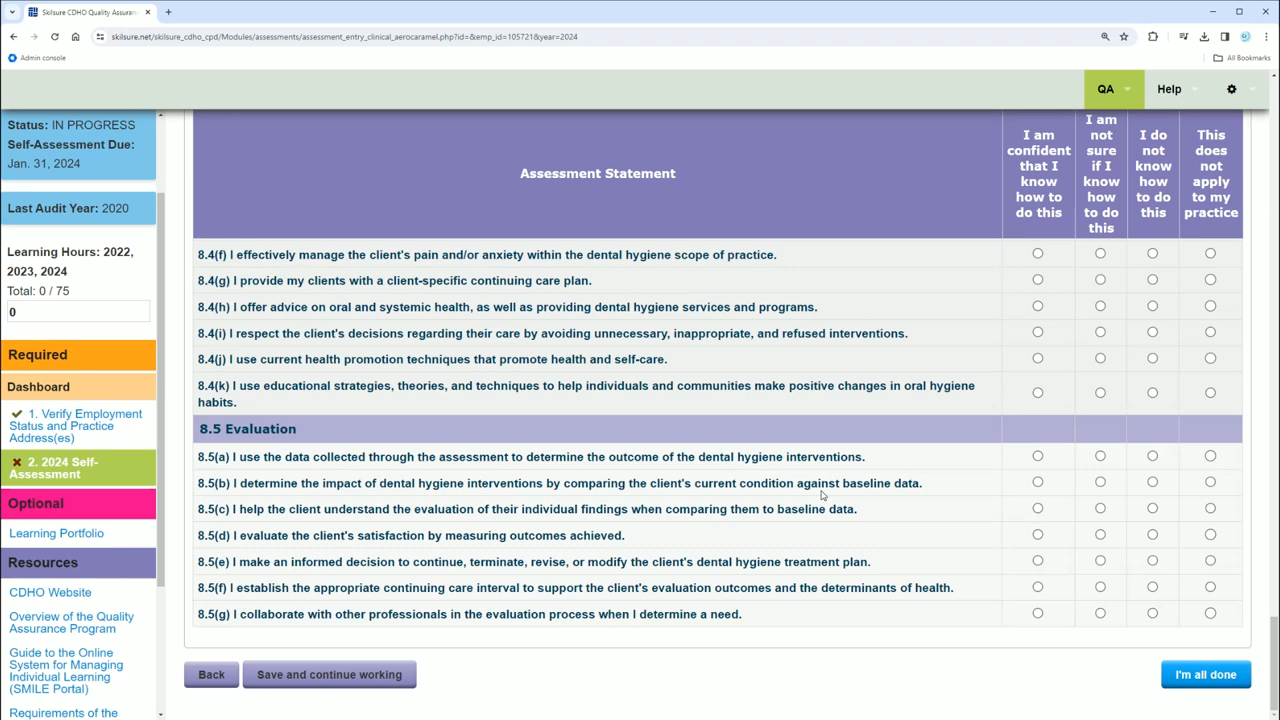 Skilsure CDHO Quality Assuran
skilsure.net/skilsure_cdho_cpd/Modules/assessments/assessment_entry_clinical_aerocaramel.php?id=&emp_id=105721&year=2024
Admin console
All Bookmarks
QA
Help
Status: IN PROGRESS
Self-Assessment Due:
Jan. 31, 2024
Last Audit Year: 2020
Learning Hours: 2022,
2023, 2024
Total: 0 / 75
0
Required
Dashboard
1. Verify Employment
Status and Practice
Address(es)
2. 2024 Self-
Assessment
Optional
Learning Portfolio
Resources
CDHO Website
Overview of the Quality
Assurance Program
Guide to the Online
System for Managing
Individual Learning
(SMILE Portal)
Requirements of the
Assessment Statement
I am
confident
that I
know
how to
do this
I am
not
sure
if I
know
how
to do
this
I do
not
know
how
to do
this
This
does
not
apply
to my
practice
8.4(f) I effectively manage the client's pain and/or anxiety within the dental hygiene scope of practice.
8.4(g) I provide my clients with a client-specific continuing care plan.
8.4(h) I offer advice on oral and systemic health, as well as providing dental hygiene services and programs.
8.4(i) I respect the client's decisions regarding their care by avoiding unnecessary, inappropriate, and refused interventions.
8.4(j) I use current health promotion techniques that promote health and self-care.
8.4(k) I use educational strategies, theories, and techniques to help individuals and communities make positive changes in oral hygiene
habits.
8.5 Evaluation
8.5(a) I use the data collected through the assessment to determine the outcome of the dental hygiene interventions.
8.5(b) I determine the impact of dental hygiene interventions by comparing the client's current condition against baseline data.
8.5(c) I help the client understand the evaluation of their individual findings when comparing them to baseline data.
8.5(d) I evaluate the client's satisfaction by measuring outcomes achieved.
8.5(e) I make an informed decision to continue, terminate, revise, or modify the client's dental hygiene treatment plan.
8.5(f) I establish the appropriate continuing care interval to support the client's evaluation outcomes and the determinants of health.
8.5(g) I collaborate with other professionals in the evaluation process when I determine a need.
Back
Save and continue working
I'm all done